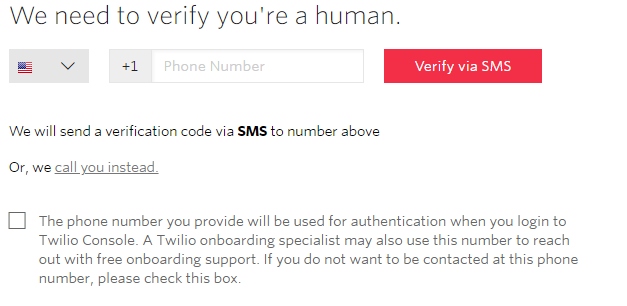 We need to verify you're a human.
+1 Phone Number Verify via SMS
We will send a verification code via SMS to number above
Or, we call you instead.
The phone number you provide will be used for authentication when you login to
Twilio Console. A Twilio onboarding specialist may also use this number to reach
out with free onboarding support. If you do not want to be contacted at this phone
number, please check this box.